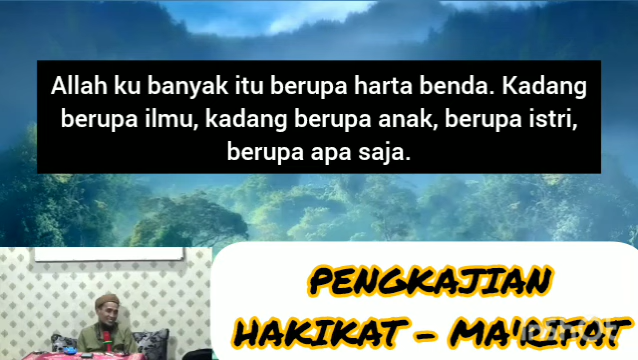 Allah ku banyak itu berupa harta benda. Kadang
berupa ilmu, kadang berupa anak, berupa istri,
berupa apa saja.
PENGKAJIAN
HAKIKAT - MA'RIFAT